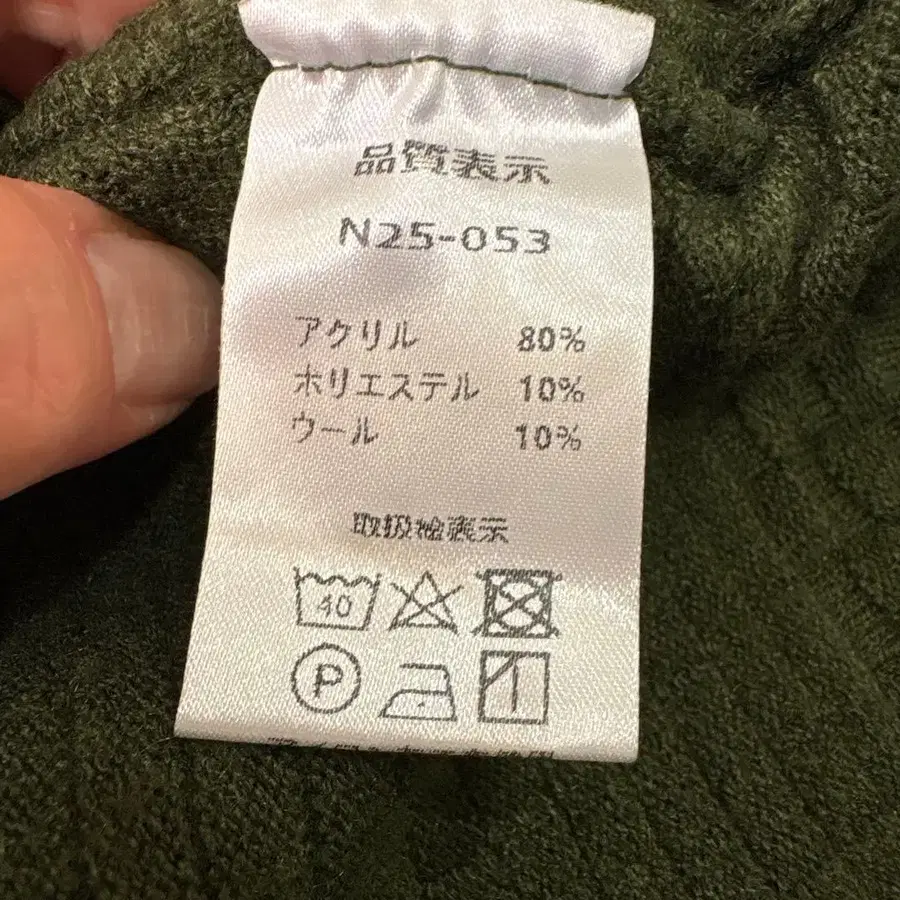 品質表示
N25-053
アクリル 80%
ポリエステル 10%
ウール 10%
取扱絵表示
40
P